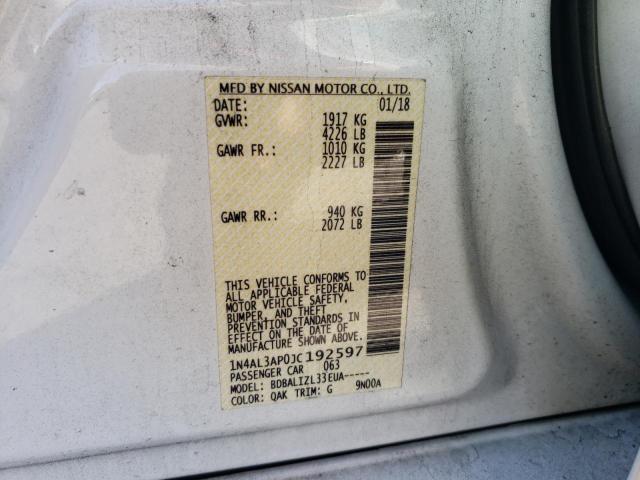 MFD BY NISSAN MOTOR CO., LTD.
DATE: 01/18
GVWR: 1917 KG
4226 LB
GAWR FR.: 1010 KG
2227 LB
GAWR RR.: 940 KG
2072 LB
THIS VEHICLE CONFORMS TO
ALL APPLICABLE FEDERAL
MOTOR VEHICLE SAFETY,
BUMPER, AND THEFT
PREVENTION STANDARDS IN
EFFECT ON THE DATE OF
MANUFACTURE SHOWN ABOVE.
1N4AL3AP0JC192597
PASSENGER CAR 063
MODEL: BDBALIZL33EUA-----
COLOR: QAK TRIM: G 9N00A